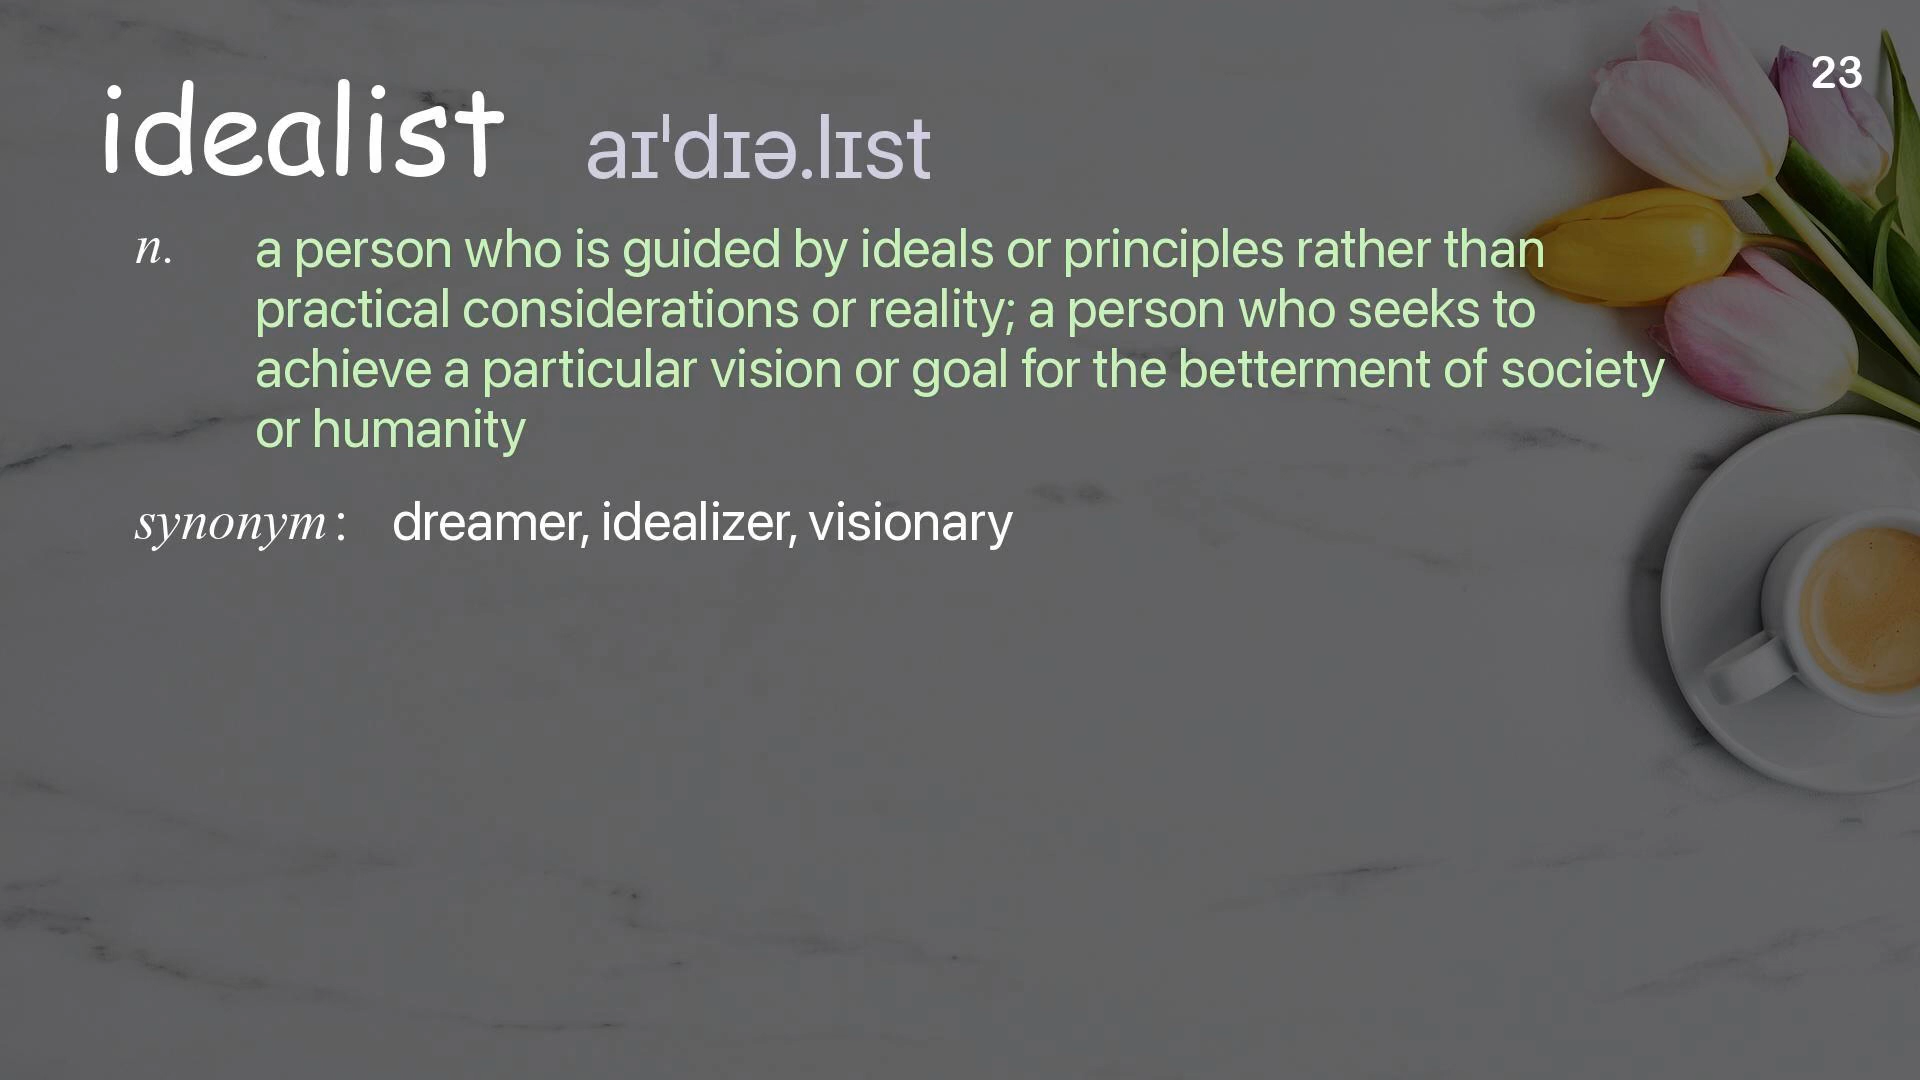 23
idealist aɪˈdɪə.lɪst
n. a person who is guided by ideals or principles rather than
practical considerations or reality; a person who seeks to
achieve a particular vision or goal for the betterment of society
or humanity
synonym : dreamer, idealizer, visionary